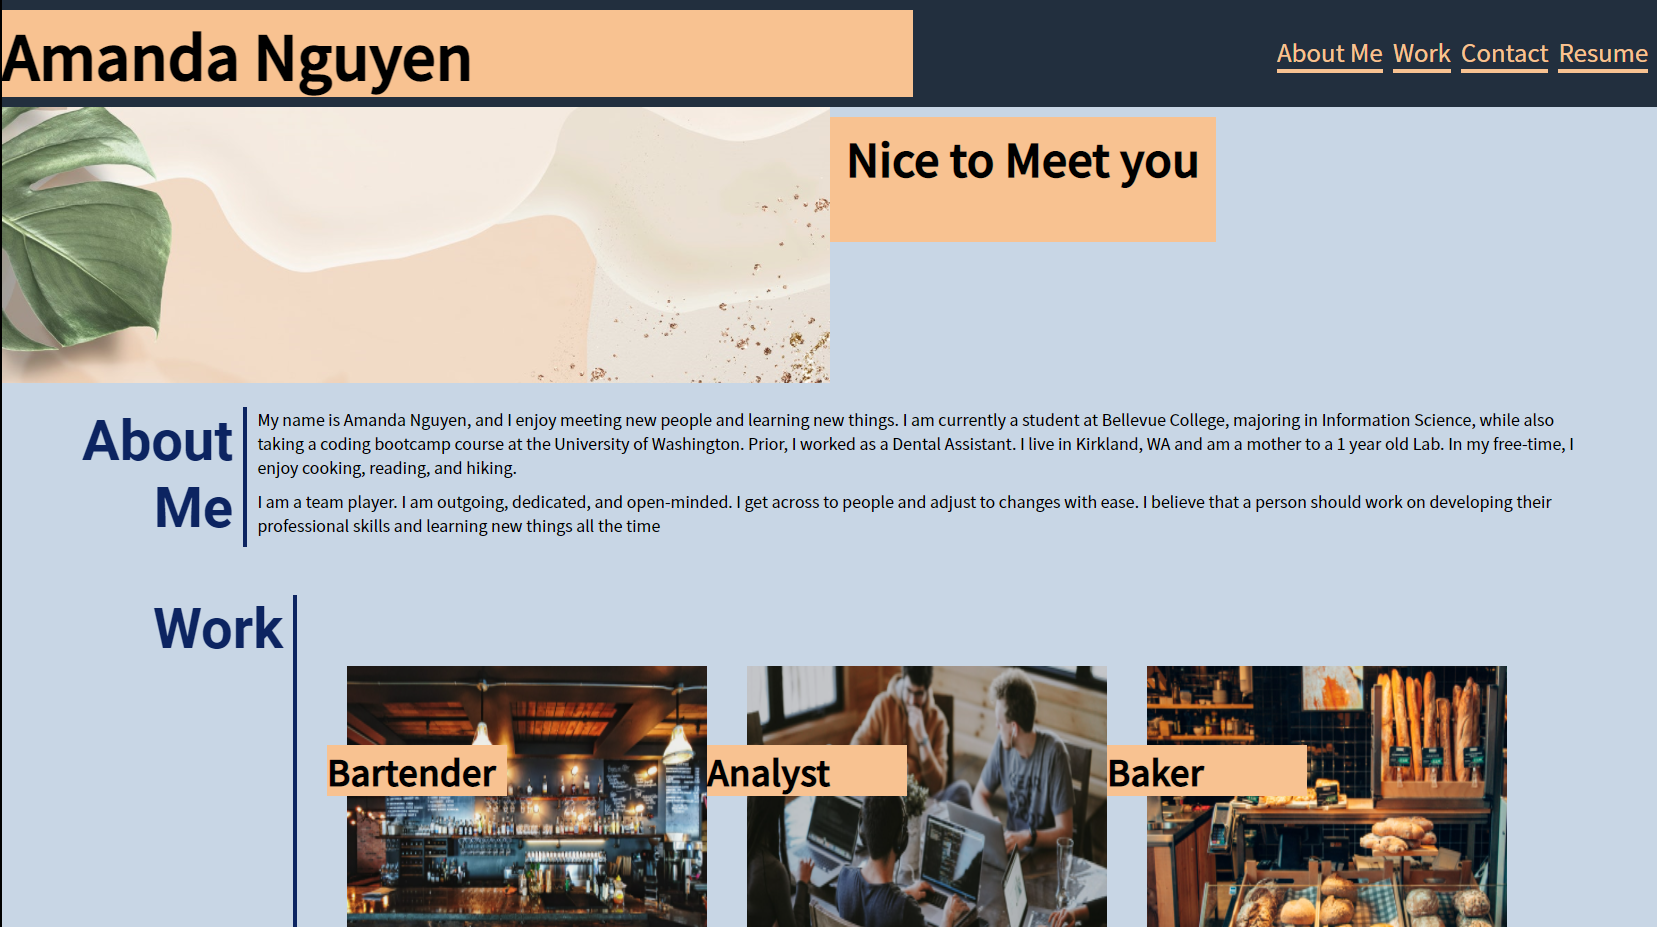 Amanda Nguyen
About Me Work Contact Resume
Nice to Meet you
About
Me
My name is Amanda Nguyen, and I enjoy meeting new people and learning new things. I am currently a student at Bellevue College, majoring in Information Science, while also
taking a coding bootcamp course at the University of Washington. Prior, I worked as a Dental Assistant. I live in Kirkland, WA and am a mother to a 1 year old Lab. In my free-time, I
enjoy cooking, reading, and hiking.
I am a team player. I am outgoing, dedicated, and open-minded. I get across to people and adjust to changes with ease. I believe that a person should work on developing their
professional skills and learning new things all the time
Work
Bartender
Analyst
Baker